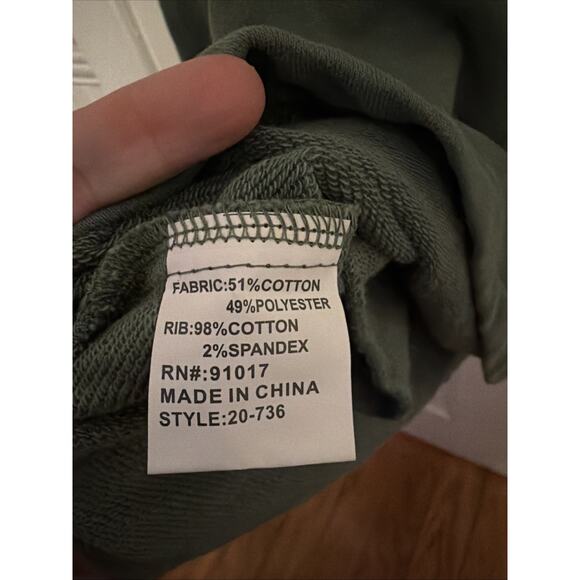 FABRIC:51%COTTON
49%POLYESTER
RIB:98%COTTON
2%SPANDEX
RN#:91017
MADE IN CHINA
STYLE:20-736